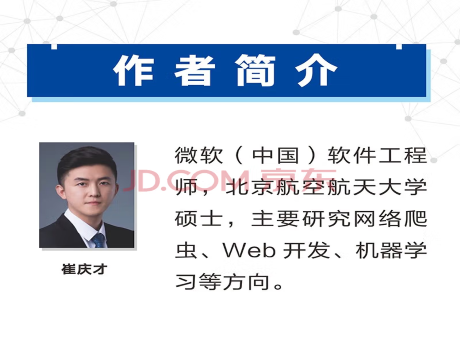 作者简介
微软（中国）软件工程
师，北京航空航天大学
硕士，主要研究网络爬
虫、Web 开发、机器学
习等方向。
JD.COM 京东
崔庆才